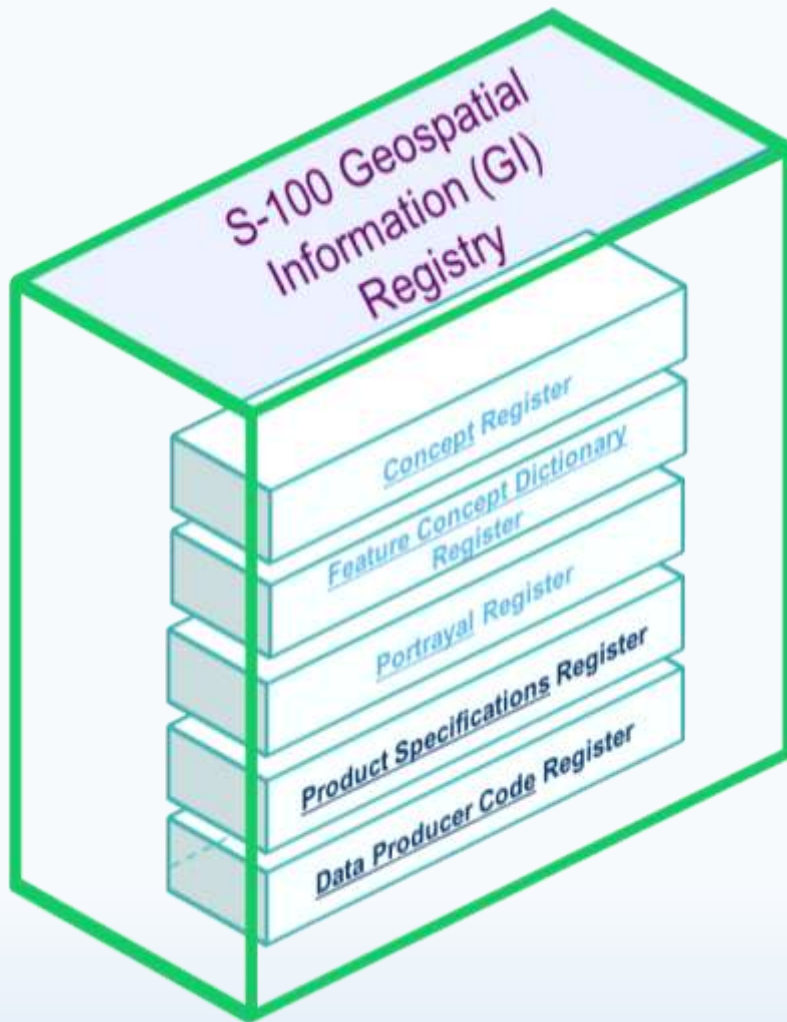 S-100 Geospatial
Information (GI)
Registry
Concept Register
Feature Concept Dictionary
Register
Portrayal Register
Product Specifications Register
Data Producer Code Register